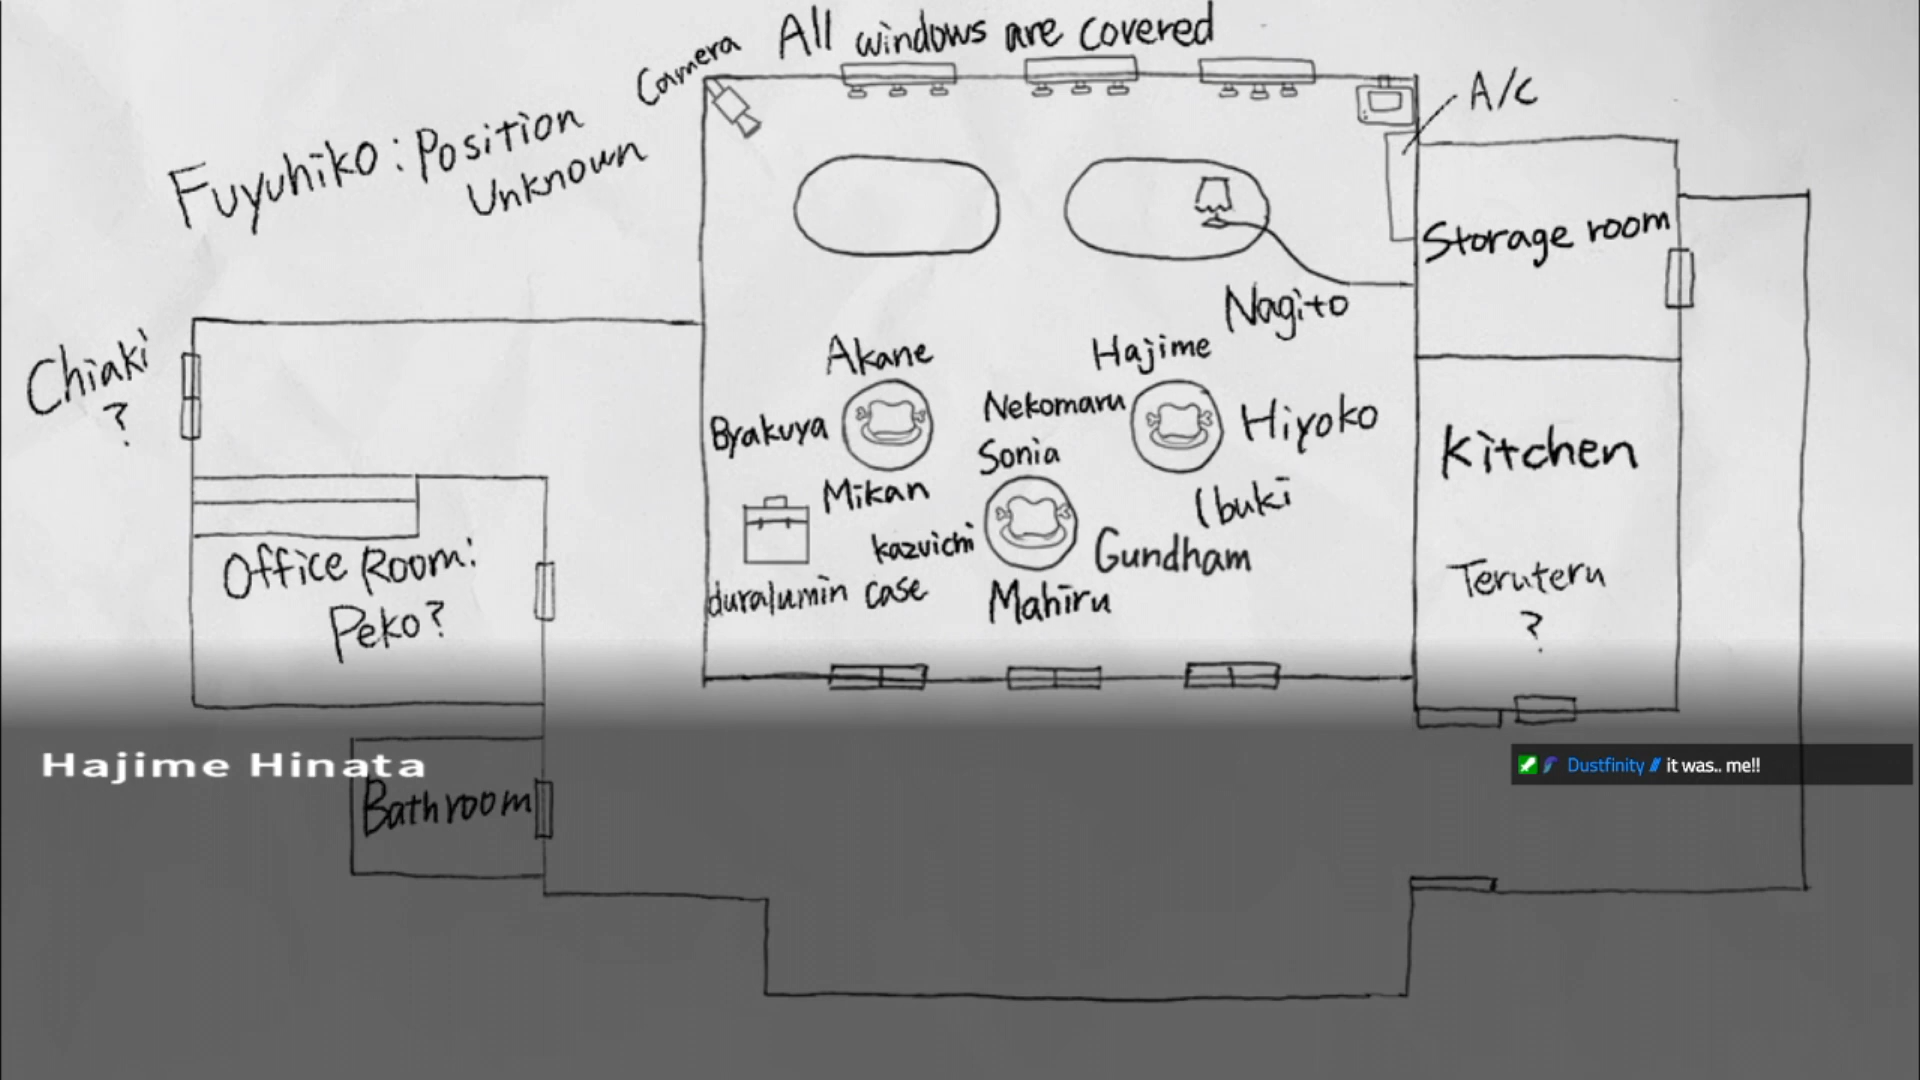 All windows are covered
Camera
A/C
Fuyuhiko: Position
Unknown
Storage room
Nagito
Chiaki
?
Akane
Hajime
Nekomaru
Byakuya
Hiyoko
Sonia
Kitchen
Mikan
Ibuki
kazuichi
Gundham
Office Room:
Peko?
duralumin case
Mahiru
Teruteru
?
Hajime Hinata
Dustfinity // it was.. me!!
Bathroom